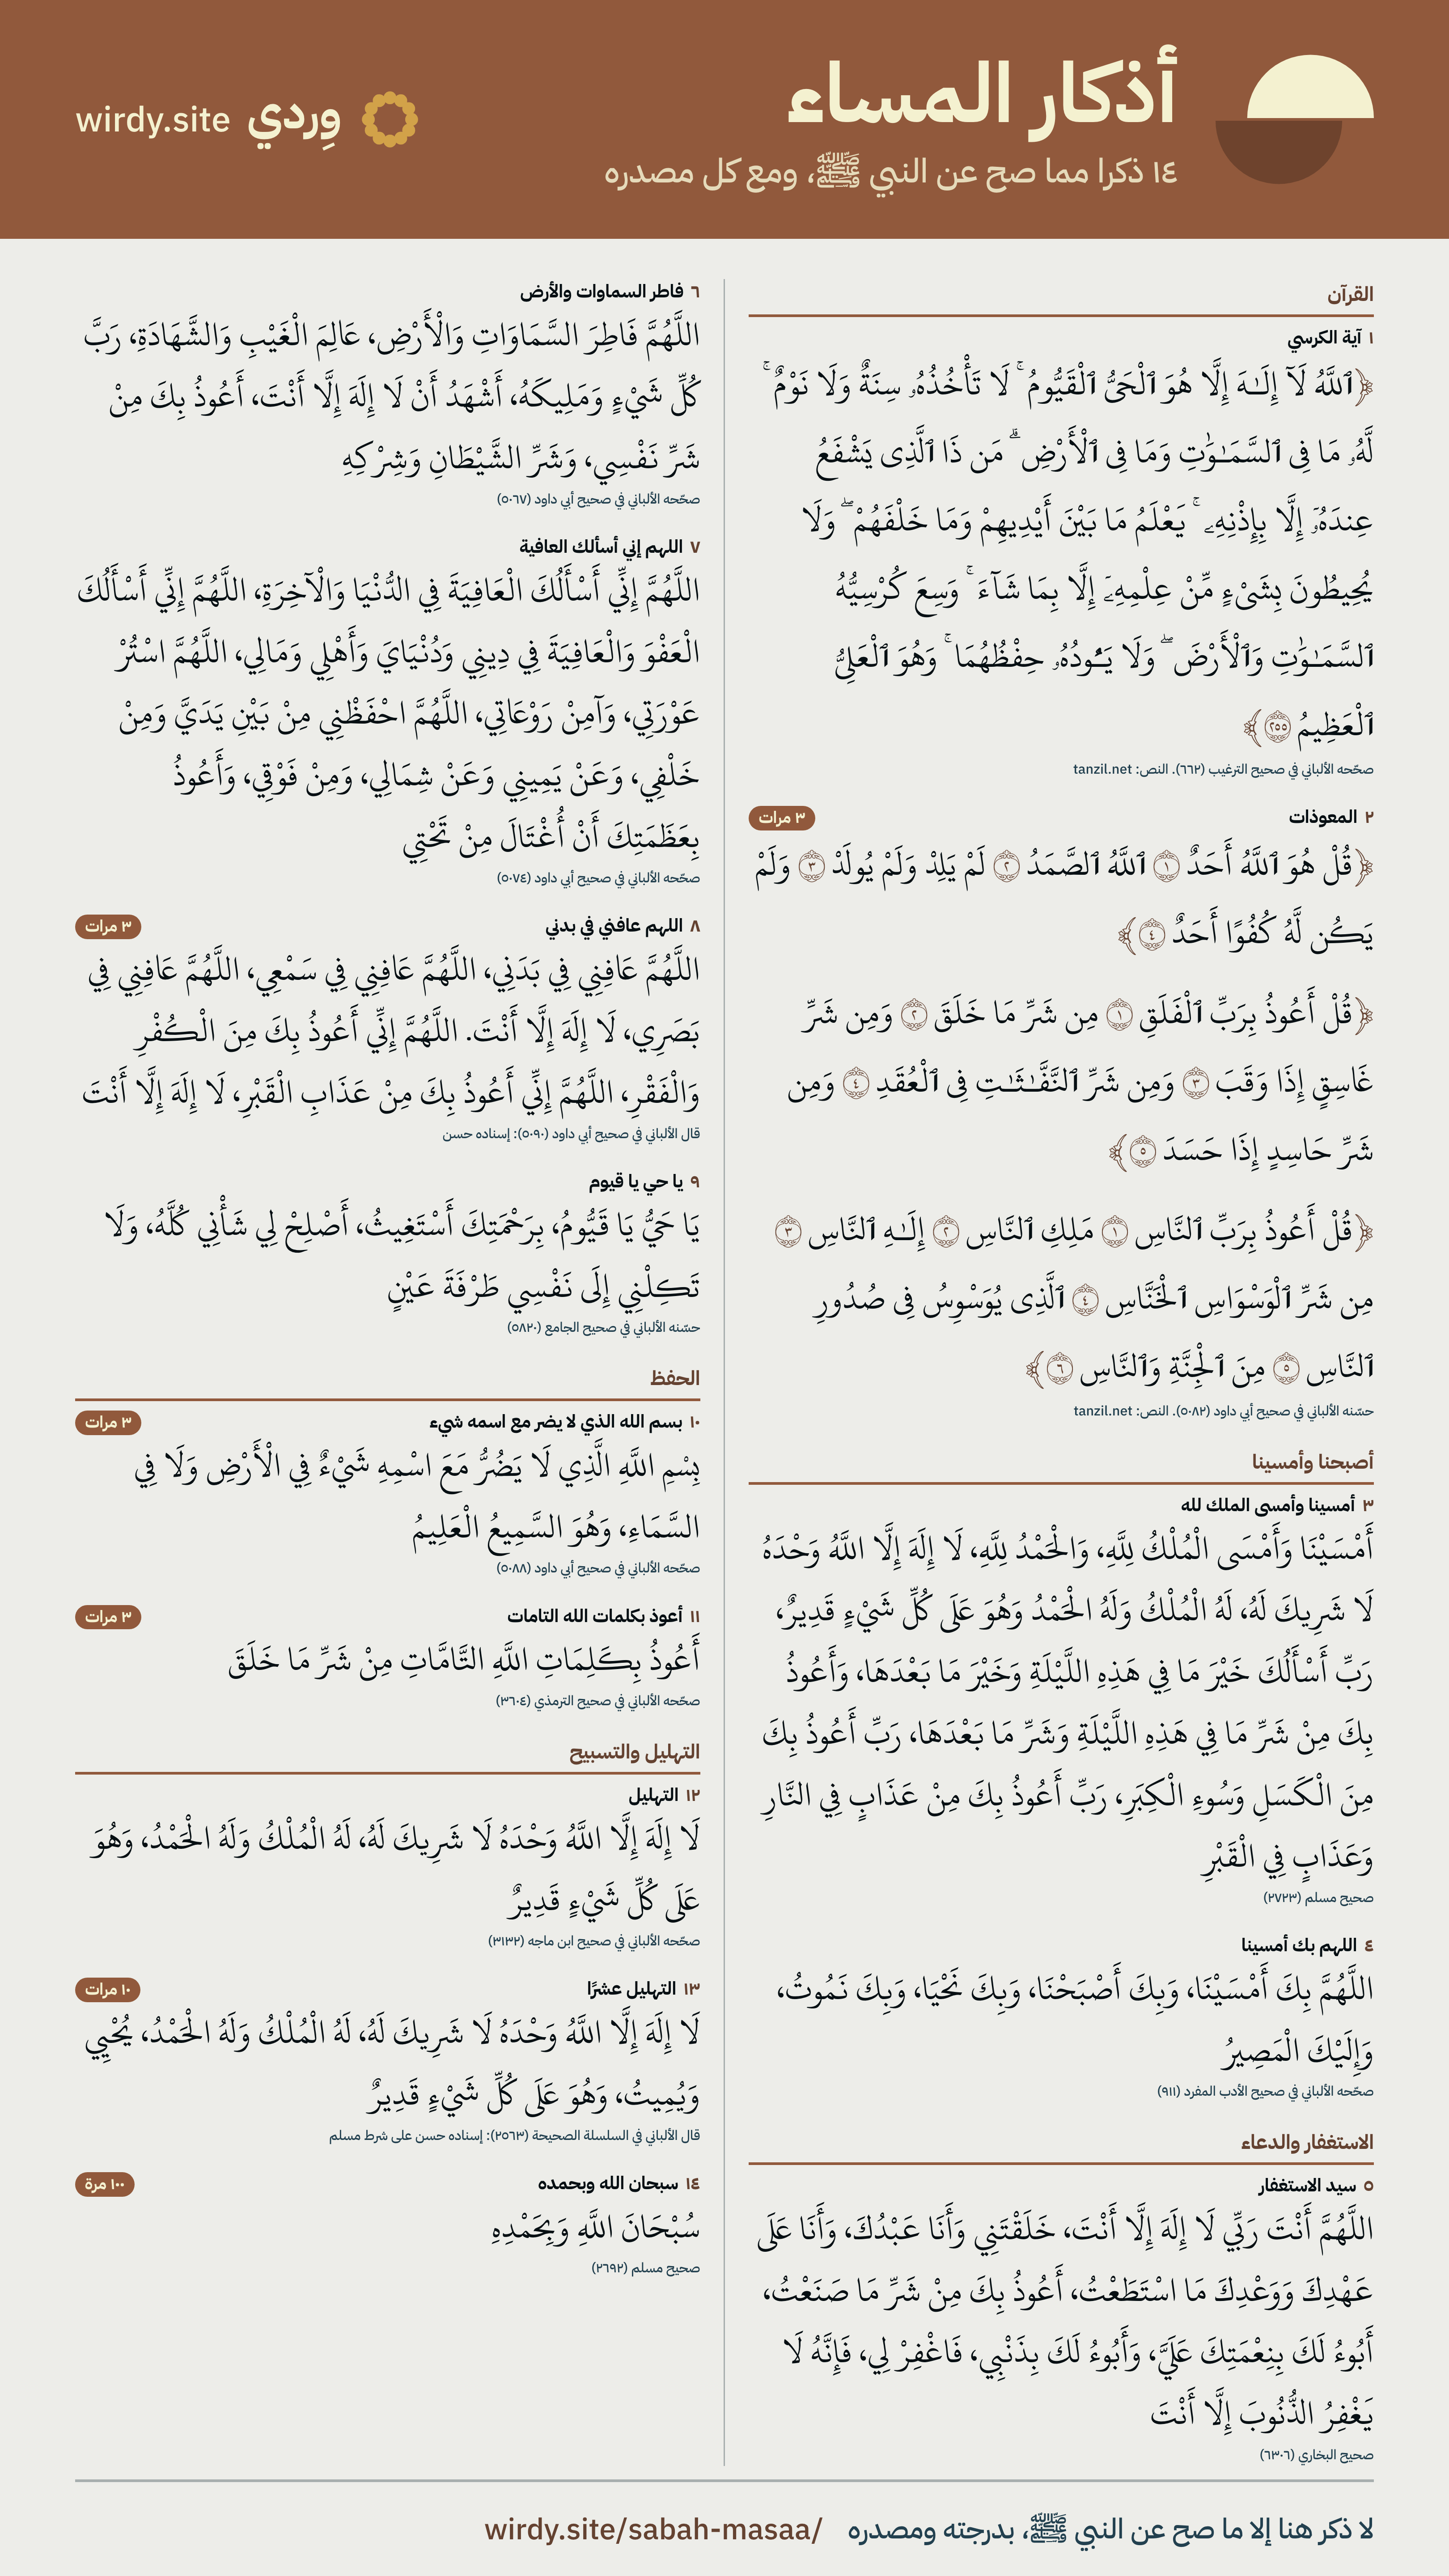 أذكار المساء
١٤ ذكرا مما صح عن النبي ﷺ، ومع كل مصدره
وِردي wirdy.site
القرآن
١ آية الكرسي
﴿ٱللَّهُ لَآ إِلَـٰهَ إِلَّا هُوَ ٱلْحَىُّ ٱلْقَيُّومُ ۚ لَا تَأْخُذُهُۥ سِنَةٌ وَلَا نَوْمٌ ۚ
لَّهُۥ مَا فِى ٱلسَّمَـٰوَٰتِ وَمَا فِى ٱلْأَرْضِ ۗ مَن ذَا ٱلَّذِى يَشْفَعُ
عِندَهُۥٓ إِلَّا بِإِذْنِهِۦ ۚ يَعْلَمُ مَا بَيْنَ أَيْدِيهِمْ وَمَا خَلْفَهُمْ ۖ وَلَا
يُحِيطُونَ بِشَىْءٍ مِّنْ عِلْمِهِۦٓ إِلَّا بِمَا شَآءَ ۚ وَسِعَ كُرْسِيُّهُ
ٱلسَّمَـٰوَٰتِ وَٱلْأَرْضَ ۖ وَلَا يَـُٔودُهُۥ حِفْظُهُمَا ۚ وَهُوَ ٱلْعَلِىُّ
ٱلْعَظِيمُ ٢٥٥﴾
صحّحه الألباني في صحيح الترغيب (٦٦٢). النص: tanzil.net
٢ المعوذات
٣ مرات
﴿قُلْ هُوَ ٱللَّهُ أَحَدٌ ١ ٱللَّهُ ٱلصَّمَدُ ٢ لَمْ يَلِدْ وَلَمْ يُولَدْ ٣ وَلَمْ
يَكُن لَّهُۥ كُفُوًا أَحَدٌ ٤﴾
﴿قُلْ أَعُوذُ بِرَبِّ ٱلْفَلَقِ ١ مِن شَرِّ مَا خَلَقَ ٢ وَمِن شَرِّ
غَاسِقٍ إِذَا وَقَبَ ٣ وَمِن شَرِّ ٱلنَّفَّـٰثَـٰتِ فِى ٱلْعُقَدِ ٤ وَمِن
شَرِّ حَاسِدٍ إِذَا حَسَدَ ٥﴾
﴿قُلْ أَعُوذُ بِرَبِّ ٱلنَّاسِ ١ مَلِكِ ٱلنَّاسِ ٢ إِلَـٰهِ ٱلنَّاسِ ٣
مِن شَرِّ ٱلْوَسْوَاسِ ٱلْخَنَّاسِ ٤ ٱلَّذِى يُوَسْوِسُ فِى صُدُورِ
ٱلنَّاسِ ٥ مِنَ ٱلْجِنَّةِ وَٱلنَّاسِ ٦﴾
حسّنه الألباني في صحيح أبي داود (٥٠٨٢). النص: tanzil.net
أصبحنا وأمسينا
٣ أمسينا وأمسى الملك لله
أَمْسَيْنَا وَأَمْسَى الْمُلْكُ لِلَّهِ، وَالْحَمْدُ لِلَّهِ، لَا إِلَهَ إِلَّا اللَّهُ وَحْدَهُ
لَا شَرِيكَ لَهُ، لَهُ الْمُلْكُ وَلَهُ الْحَمْدُ وَهُوَ عَلَى كُلِّ شَيْءٍ قَدِيرٌ،
رَبِّ أَسْأَلُكَ خَيْرَ مَا فِي هَذِهِ اللَّيْلَةِ وَخَيْرَ مَا بَعْدَهَا، وَأَعُوذُ
بِكَ مِنْ شَرِّ مَا فِي هَذِهِ اللَّيْلَةِ وَشَرِّ مَا بَعْدَهَا، رَبِّ أَعُوذُ بِكَ
مِنَ الْكَسَلِ وَسُوءِ الْكِبَرِ، رَبِّ أَعُوذُ بِكَ مِنْ عَذَابٍ فِي النَّارِ
وَعَذَابٍ فِي الْقَبْرِ
صحيح مسلم (٢٧٢٣)
٤ اللهم بك أمسينا
اللَّهُمَّ بِكَ أَمْسَيْنَا، وَبِكَ أَصْبَحْنَا، وَبِكَ نَحْيَا، وَبِكَ نَمُوتُ،
وَإِلَيْكَ الْمَصِيرُ
صحّحه الألباني في صحيح الأدب المفرد (٩١١)
الاستغفار والدعاء
٥ سيد الاستغفار
اللَّهُمَّ أَنْتَ رَبِّي لَا إِلَهَ إِلَّا أَنْتَ، خَلَقْتَنِي وَأَنَا عَبْدُكَ، وَأَنَا عَلَى
عَهْدِكَ وَوَعْدِكَ مَا اسْتَطَعْتُ، أَعُوذُ بِكَ مِنْ شَرِّ مَا صَنَعْتُ،
أَبُوءُ لَكَ بِنِعْمَتِكَ عَلَيَّ، وَأَبُوءُ لَكَ بِذَنْبِي، فَاغْفِرْ لِي، فَإِنَّهُ لَا
يَغْفِرُ الذُّنُوبَ إِلَّا أَنْتَ
صحيح البخاري (٦٣٠٦)
٦ فاطر السماوات والأرض
اللَّهُمَّ فَاطِرَ السَّمَاوَاتِ وَالْأَرْضِ، عَالِمَ الْغَيْبِ وَالشَّهَادَةِ، رَبَّ
كُلِّ شَيْءٍ وَمَلِيكَهُ، أَشْهَدُ أَنْ لَا إِلَهَ إِلَّا أَنْتَ، أَعُوذُ بِكَ مِنْ
شَرِّ نَفْسِي، وَشَرِّ الشَّيْطَانِ وَشِرْكِهِ
صحّحه الألباني في صحيح أبي داود (٥٠٦٧)
٧ اللهم إني أسألك العافية
اللَّهُمَّ إِنِّي أَسْأَلُكَ الْعَافِيَةَ فِي الدُّنْيَا وَالْآخِرَةِ، اللَّهُمَّ إِنِّي أَسْأَلُكَ
الْعَفْوَ وَالْعَافِيَةَ فِي دِينِي وَدُنْيَايَ وَأَهْلِي وَمَالِي، اللَّهُمَّ اسْتُرْ
عَوْرَتِي، وَآمِنْ رَوْعَاتِي، اللَّهُمَّ احْفَظْنِي مِنْ بَيْنِ يَدَيَّ وَمِنْ
خَلْفِي، وَعَنْ يَمِينِي وَعَنْ شِمَالِي، وَمِنْ فَوْقِي، وَأَعُوذُ
بِعَظَمَتِكَ أَنْ أُغْتَالَ مِنْ تَحْتِي
صحّحه الألباني في صحيح أبي داود (٥٠٧٤)
٨ اللهم عافني في بدني
٣ مرات
اللَّهُمَّ عَافِنِي فِي بَدَنِي، اللَّهُمَّ عَافِنِي فِي سَمْعِي، اللَّهُمَّ عَافِنِي فِي
بَصَرِي، لَا إِلَهَ إِلَّا أَنْتَ. اللَّهُمَّ إِنِّي أَعُوذُ بِكَ مِنَ الْكُفْرِ
وَالْفَقْرِ، اللَّهُمَّ إِنِّي أَعُوذُ بِكَ مِنْ عَذَابِ الْقَبْرِ، لَا إِلَهَ إِلَّا أَنْتَ
قال الألباني في صحيح أبي داود (٥٠٩٠): إسناده حسن
٩ يا حي يا قيوم
يَا حَيُّ يَا قَيُّومُ، بِرَحْمَتِكَ أَسْتَغِيثُ، أَصْلِحْ لِي شَأْنِي كُلَّهُ، وَلَا
تَكِلْنِي إِلَى نَفْسِي طَرْفَةَ عَيْنٍ
حسّنه الألباني في صحيح الجامع (٥٨٢٠)
الحفظ
١٠ بسم الله الذي لا يضر مع اسمه شيء
٣ مرات
بِسْمِ اللَّهِ الَّذِي لَا يَضُرُّ مَعَ اسْمِهِ شَيْءٌ فِي الْأَرْضِ وَلَا فِي
السَّمَاءِ، وَهُوَ السَّمِيعُ الْعَلِيمُ
صحّحه الألباني في صحيح أبي داود (٥٠٨٨)
١١ أعوذ بكلمات الله التامات
٣ مرات
أَعُوذُ بِكَلِمَاتِ اللَّهِ التَّامَّاتِ مِنْ شَرِّ مَا خَلَقَ
صحّحه الألباني في صحيح الترمذي (٣٦٠٤)
التهليل والتسبيح
١٢ التهليل
لَا إِلَهَ إِلَّا اللَّهُ وَحْدَهُ لَا شَرِيكَ لَهُ، لَهُ الْمُلْكُ وَلَهُ الْحَمْدُ، وَهُوَ
عَلَى كُلِّ شَيْءٍ قَدِيرٌ
صحّحه الألباني في صحيح ابن ماجه (٣١٣٢)
١٣ التهليل عشرًا
١٠ مرات
لَا إِلَهَ إِلَّا اللَّهُ وَحْدَهُ لَا شَرِيكَ لَهُ، لَهُ الْمُلْكُ وَلَهُ الْحَمْدُ، يُحْيِي
وَيُمِيتُ، وَهُوَ عَلَى كُلِّ شَيْءٍ قَدِيرٌ
قال الألباني في السلسلة الصحيحة (٢٥٦٣): إسناده حسن على شرط مسلم
١٤ سبحان الله وبحمده
١٠٠ مرة
سُبْحَانَ اللَّهِ وَبِحَمْدِهِ
صحيح مسلم (٢٦٩٢)
لا ذكر هنا إلا ما صح عن النبي ﷺ، بدرجته ومصدره wirdy.site/sabah-masaa/